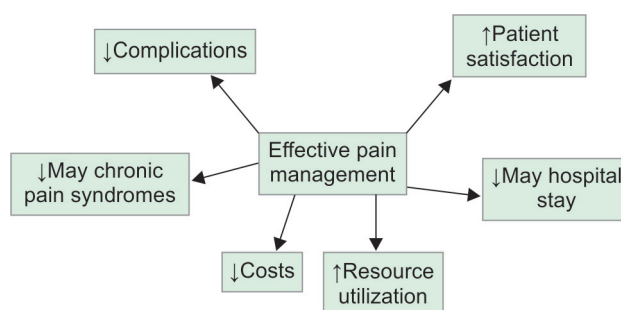 ↓Complications
↑Patient
satisfaction
Effective pain
management
↓May chronic
pain syndromes
↓May hospital
stay
↓Costs
↑Resource
utilization